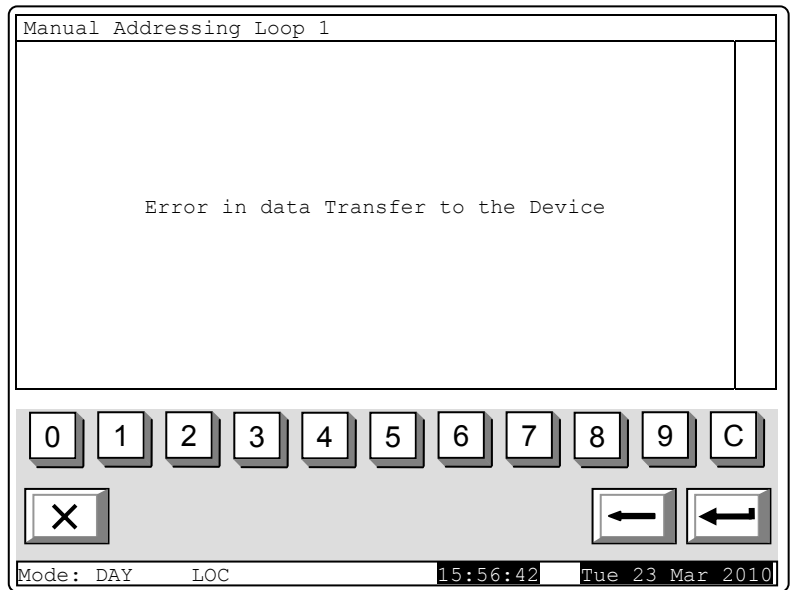 Manual Addressing Loop 1
Error in data Transfer to the Device
0 1 2 3 4 5 6 7 8 9 C
Mode: DAY LOC 15:56:42 Tue 23 Mar 2010